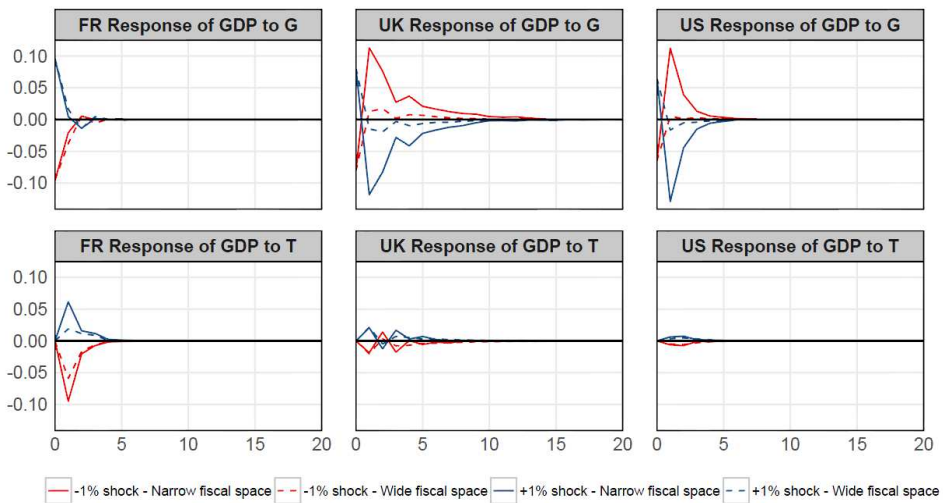 FR Response of GDP to G UK Response of GDP to G US Response of GDP to G
0.10
0.05
0.00
-0.05
-0.10
FR Response of GDP to T UK Response of GDP to T US Response of GDP to T
0.10
0.05
0.00
-0.05
-0.10
0 5 10 15 20 0 5 10 15 20 0 5 10 15 20
-1% shock - Narrow fiscal space -1% shock - Wide fiscal space +1% shock - Narrow fiscal space +1% shock - Wide fiscal space